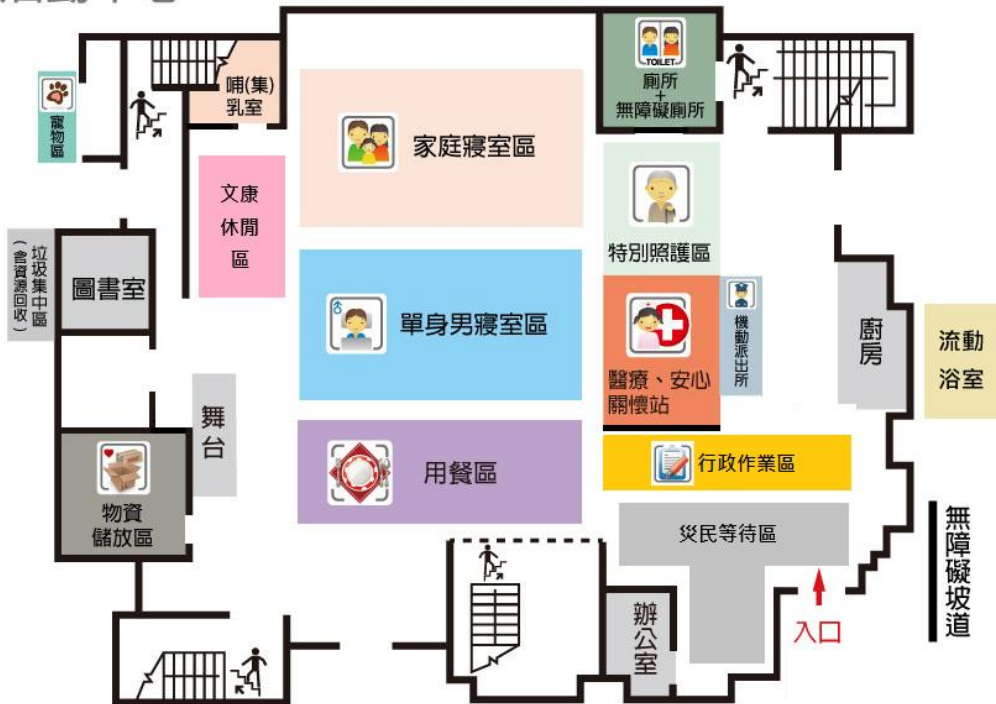 活動中心
TOILET
廁所
+
無障礙廁所
哺(集)
乳室
寵物區
家庭寢室區
文康
休閒
區
特別照護區
垃圾集中區
(含資源回收)
圖書室
單身男寢室區
機動派出所
醫療、安心
關懷站
廚房
流動
浴室
舞台
用餐區
行政作業區
物資
儲放區
災民等待區
無障礙坡道
辦公室
入口